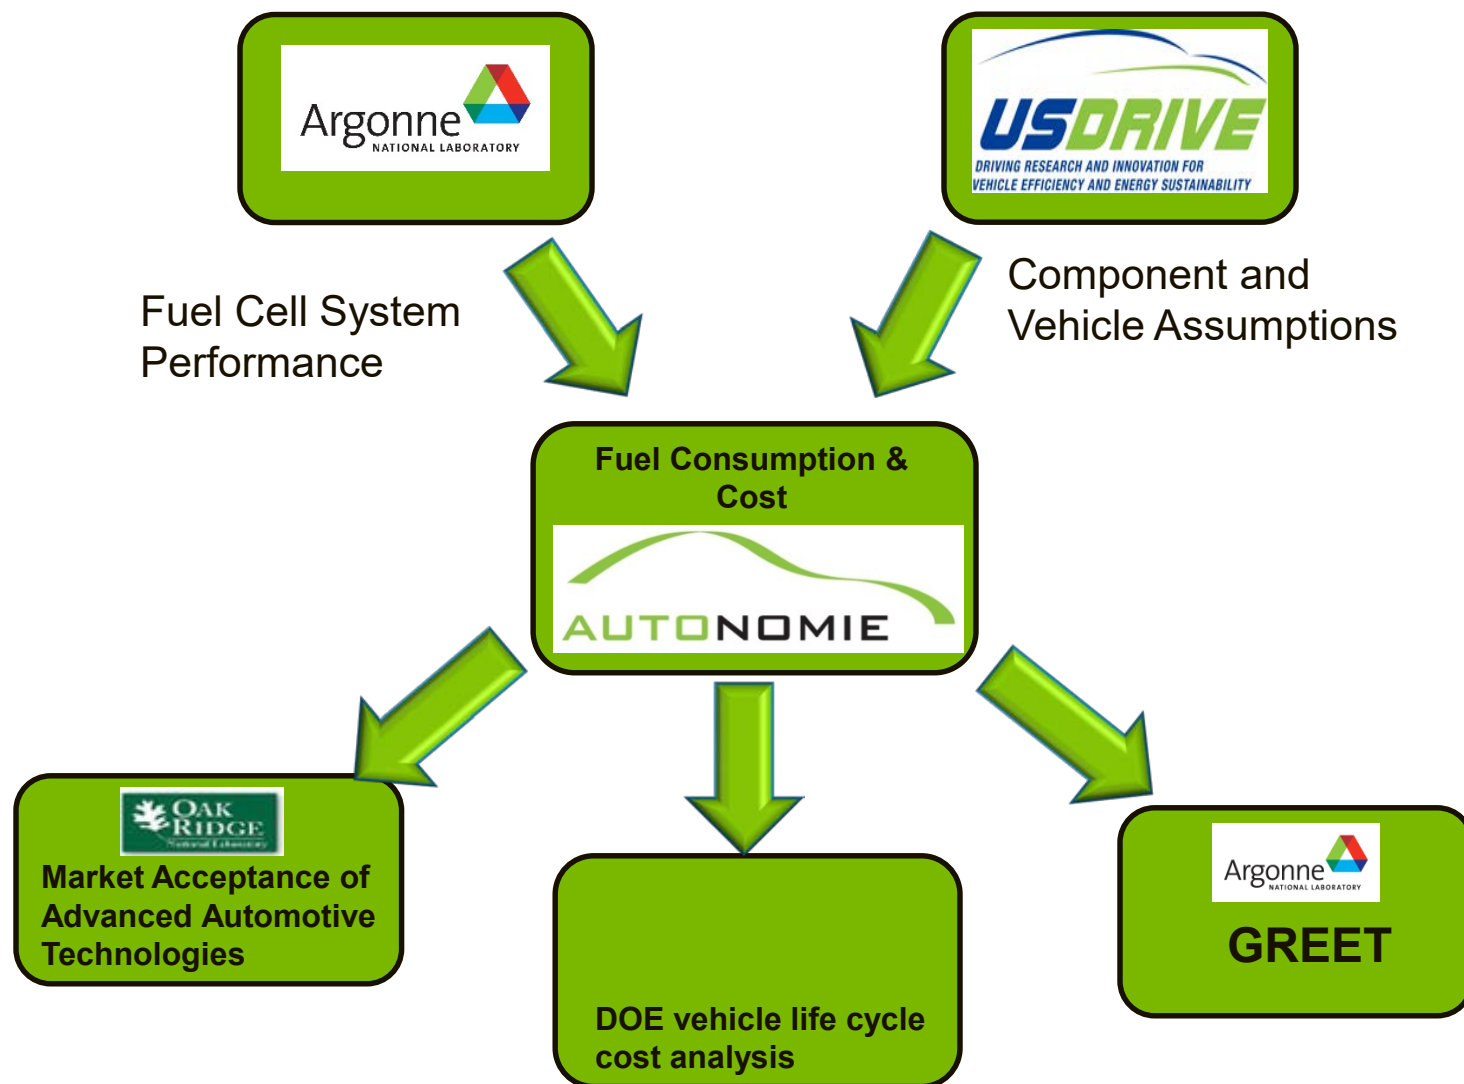 Argonne
NATIONAL LABORATORY
USDRIVE
DRIVING RESEARCH AND INNOVATION FOR
VEHICLE EFFICIENCY AND ENERGY SUSTAINABILITY
Fuel Cell System
Performance
Component and
Vehicle Assumptions
Fuel Consumption &
Cost
AUTONOMIE
OAK
RIDGE
National Laboratory
Market Acceptance of
Advanced Automotive
Technologies
DOE vehicle life cycle
cost analysis
Argonne
NATIONAL LABORATORY
GREET